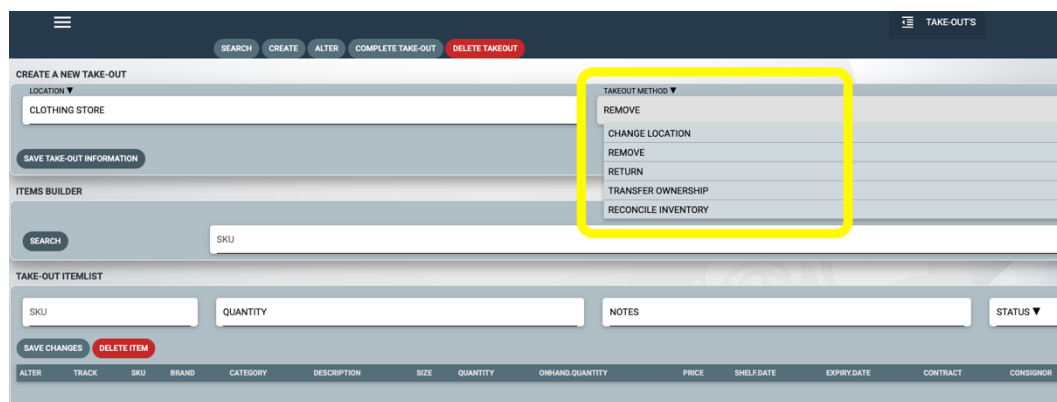 TAKE-OUT'S
SEARCH CREATE ALTER COMPLETE TAKE-OUT DELETE TAKEOUT
CREATE A NEW TAKE-OUT
LOCATION ▼ TAKEOUT METHOD ▼
CLOTHING STORE REMOVE
CHANGE LOCATION
SAVE TAKE-OUT INFORMATION REMOVE
RETURN
ITEMS BUILDER TRANSFER OWNERSHIP
RECONCILE INVENTORY
SEARCH SKU
TAKE-OUT ITEMLIST
SKU QUANTITY NOTES STATUS ▼
SAVE CHANGES DELETE ITEM
ALTER TRACK SKU BRAND CATEGORY DESCRIPTION SIZE QUANTITY ONHAND.QUANTITY PRICE SHELF.DATE EXPIRY.DATE CONTRACT CONSIGNOR